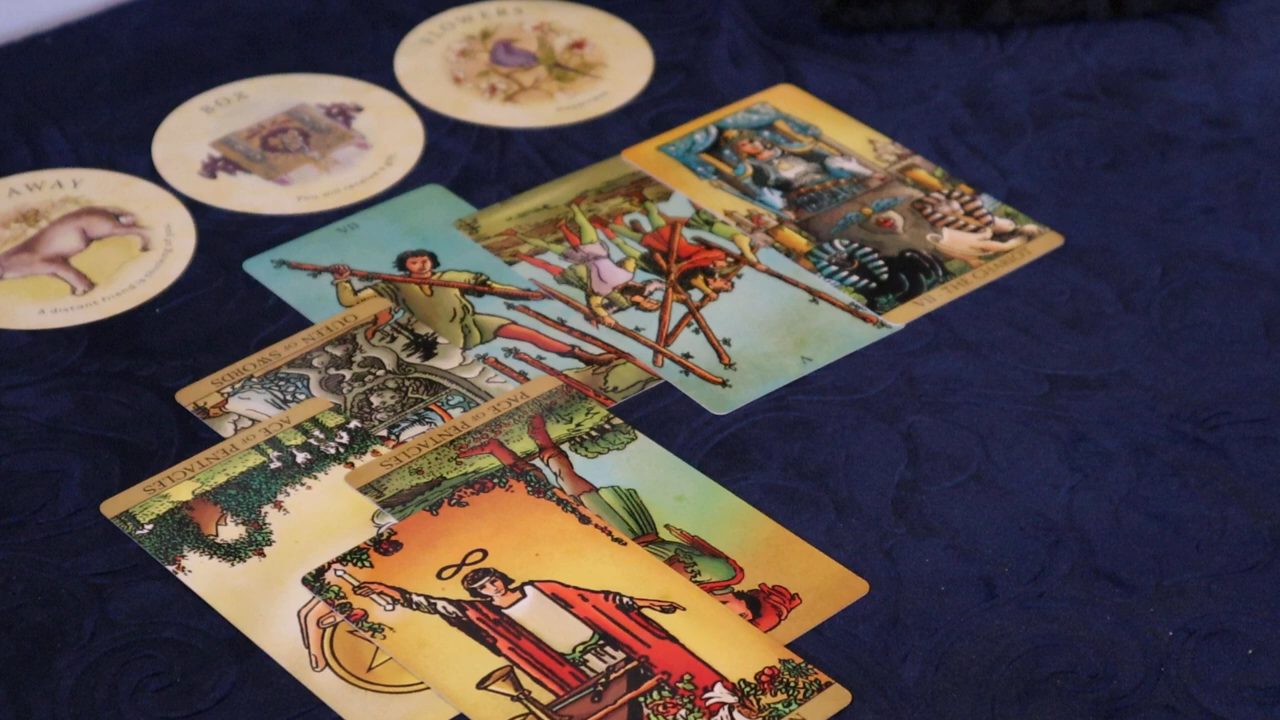 FLOWERS
BOX
AWAY
A distant friend is thinking of you
VII
THE CHARIOT
VII
V
QUEEN OF SWORDS
PAGE OF PENTACLES
ACE OF PENTACLES